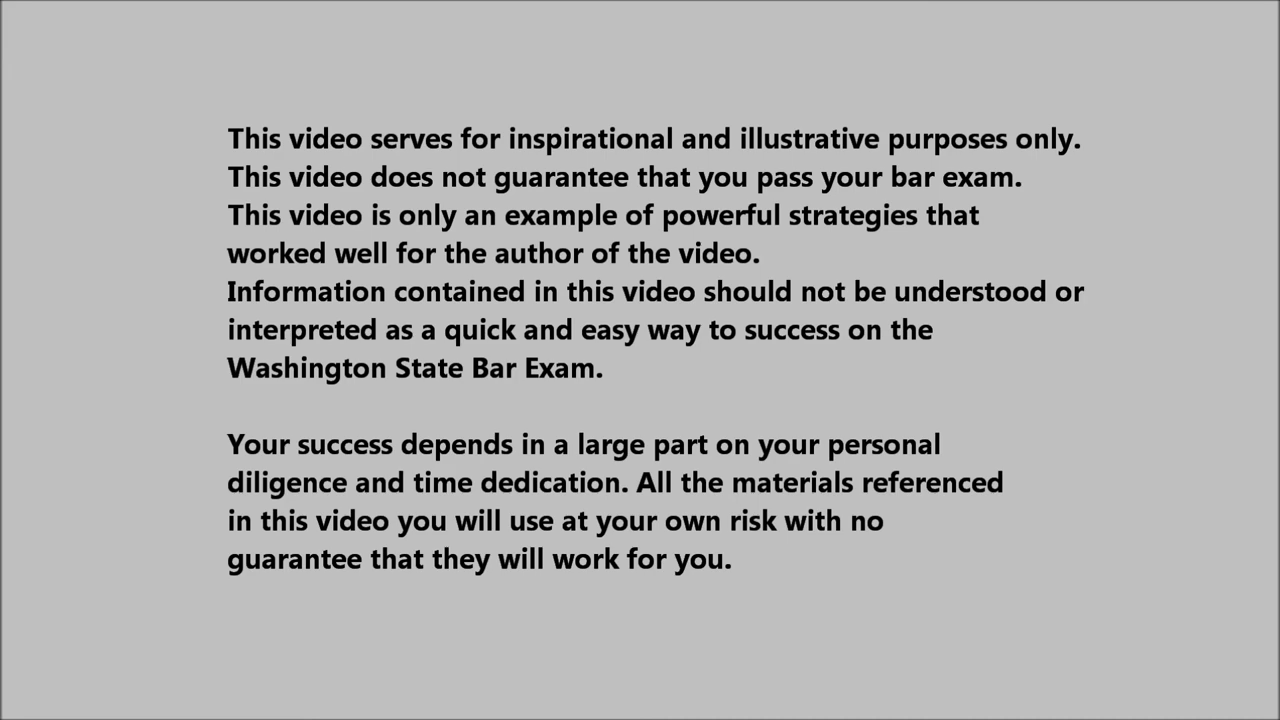 This video serves for inspirational and illustrative purposes only.
This video does not guarantee that you pass your bar exam.
This video is only an example of powerful strategies that
worked well for the author of the video.
Information contained in this video should not be understood or
interpreted as a quick and easy way to success on the
Washington State Bar Exam.
Your success depends in a large part on your personal
diligence and time dedication. All the materials referenced
in this video you will use at your own risk with no
guarantee that they will work for you.